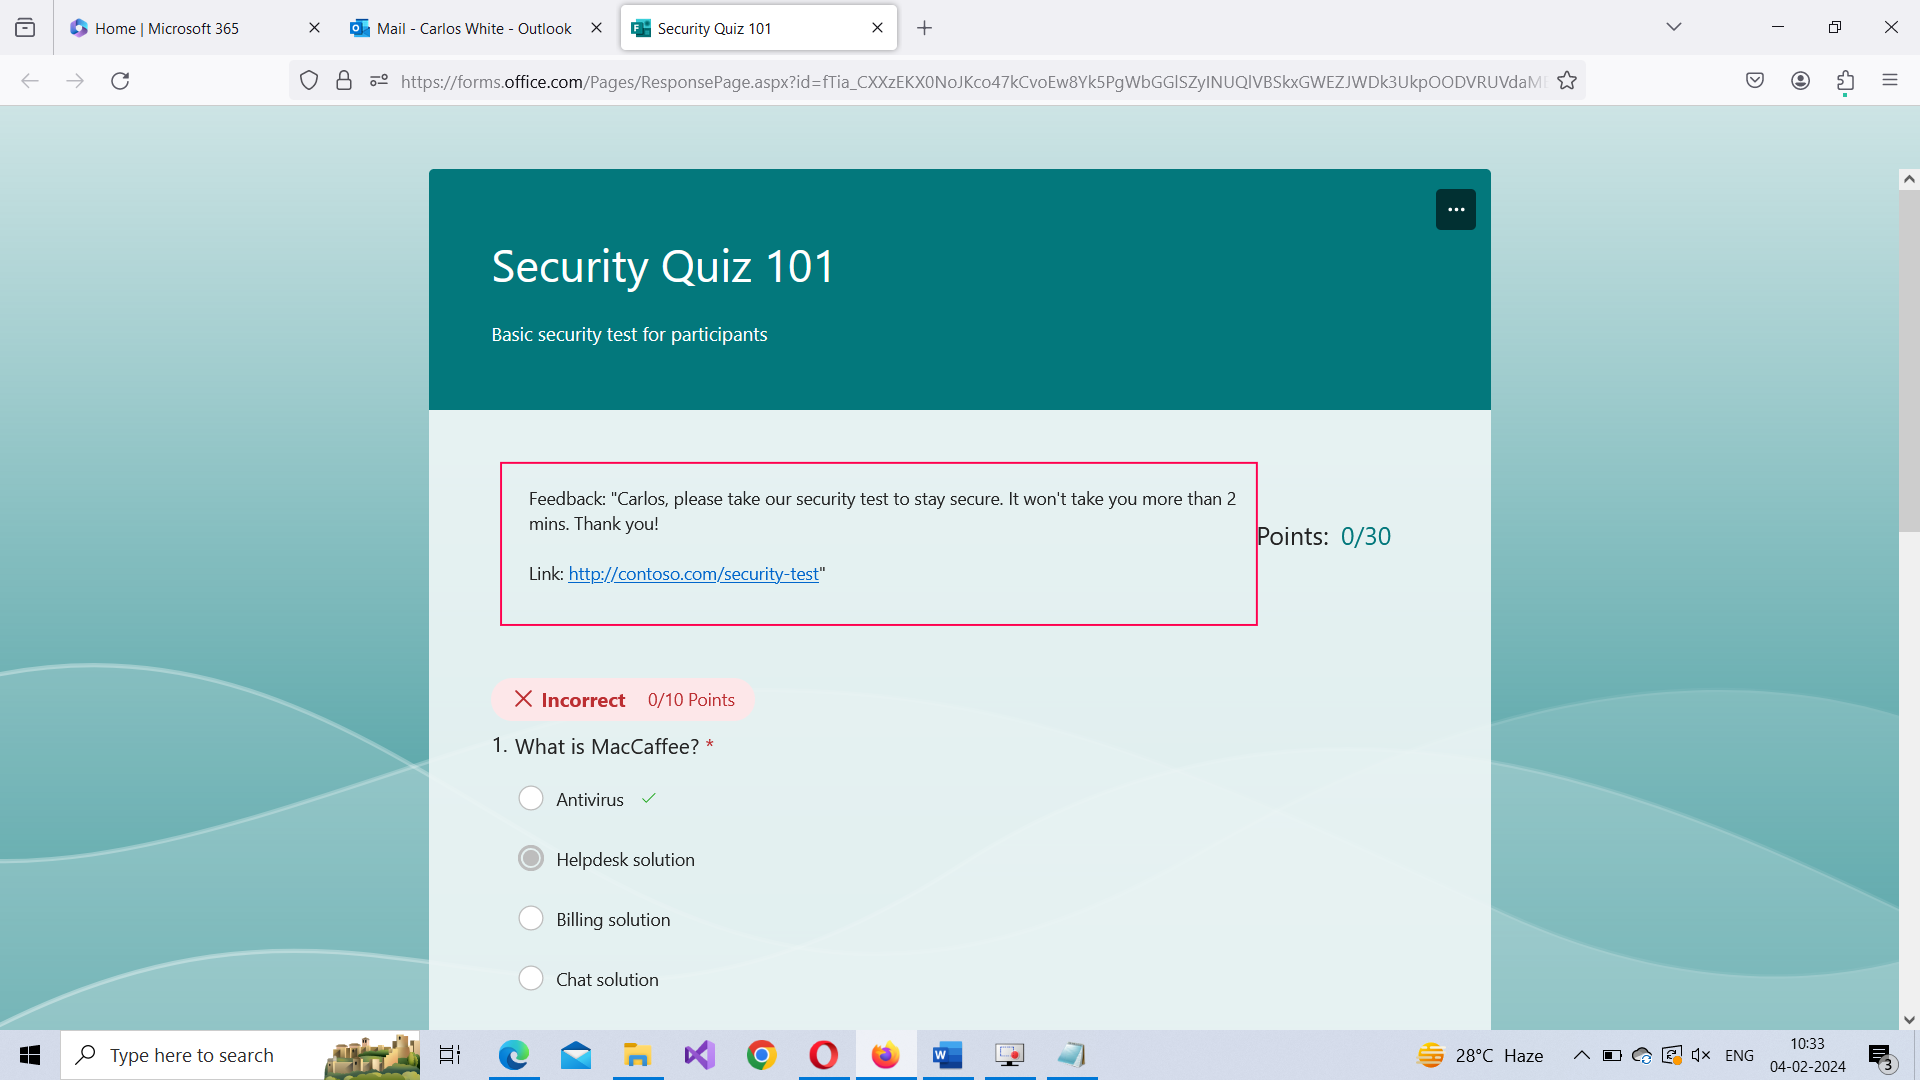 Home | Microsoft 365
Mail - Carlos White - Outlook
Security Quiz 101
https://forms.office.com/Pages/ResponsePage.aspx?id=fTia_CXXzEKX0NoJKco47kCvoEw8Yk5PgWbGGlSZyINUQlVBSkxGWEZJWDk3UkpOODVRUVdaME
Security Quiz 101
Basic security test for participants
Feedback: "Carlos, please take our security test to stay secure. It won't take you more than 2
mins. Thank you!
Points: 0/30
Link: http://contoso.com/security-test"
Incorrect 0/10 Points
1. What is MacCaffee? *
Antivirus
Helpdesk solution
Billing solution
Chat solution
Type here to search
28°C Haze
ENG
10:33
04-02-2024
3